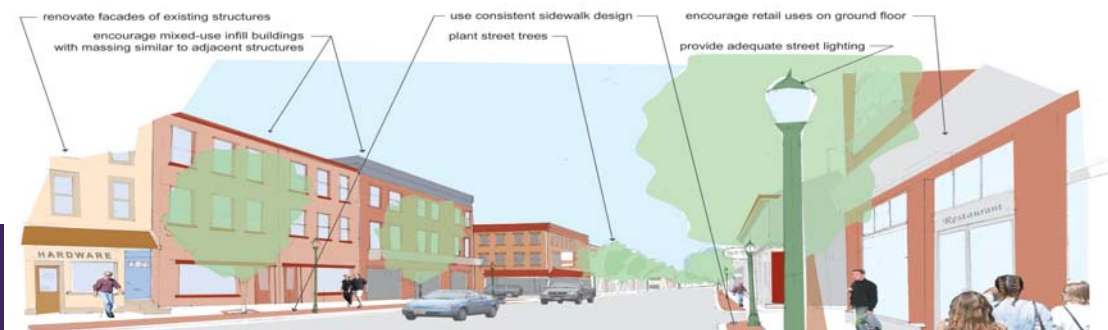 renovate facades of existing structures
use consistent sidewalk design
encourage retail uses on ground floor
encourage mixed-use infill buildings
with massing similar to adjacent structures
plant street trees
provide adequate street lighting
HARDWARE
Restaurant